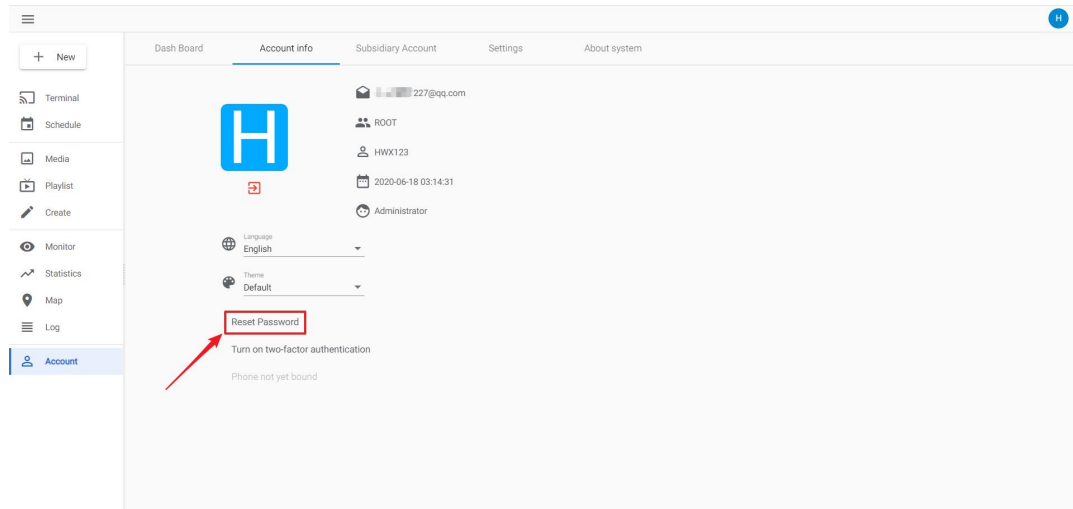 H
New
Dash Board Account info Subsidiary Account Settings About system
Terminal
Schedule
Media
Playlist
Create
Monitor
Statistics
Map
Log
Account
H
227@qq.com
ROOT
HWX123
2020-06-18 03:14:31
Administrator
Language
English
Theme
Default
Reset Password
Turn on two-factor authentication
Phone not yet bound